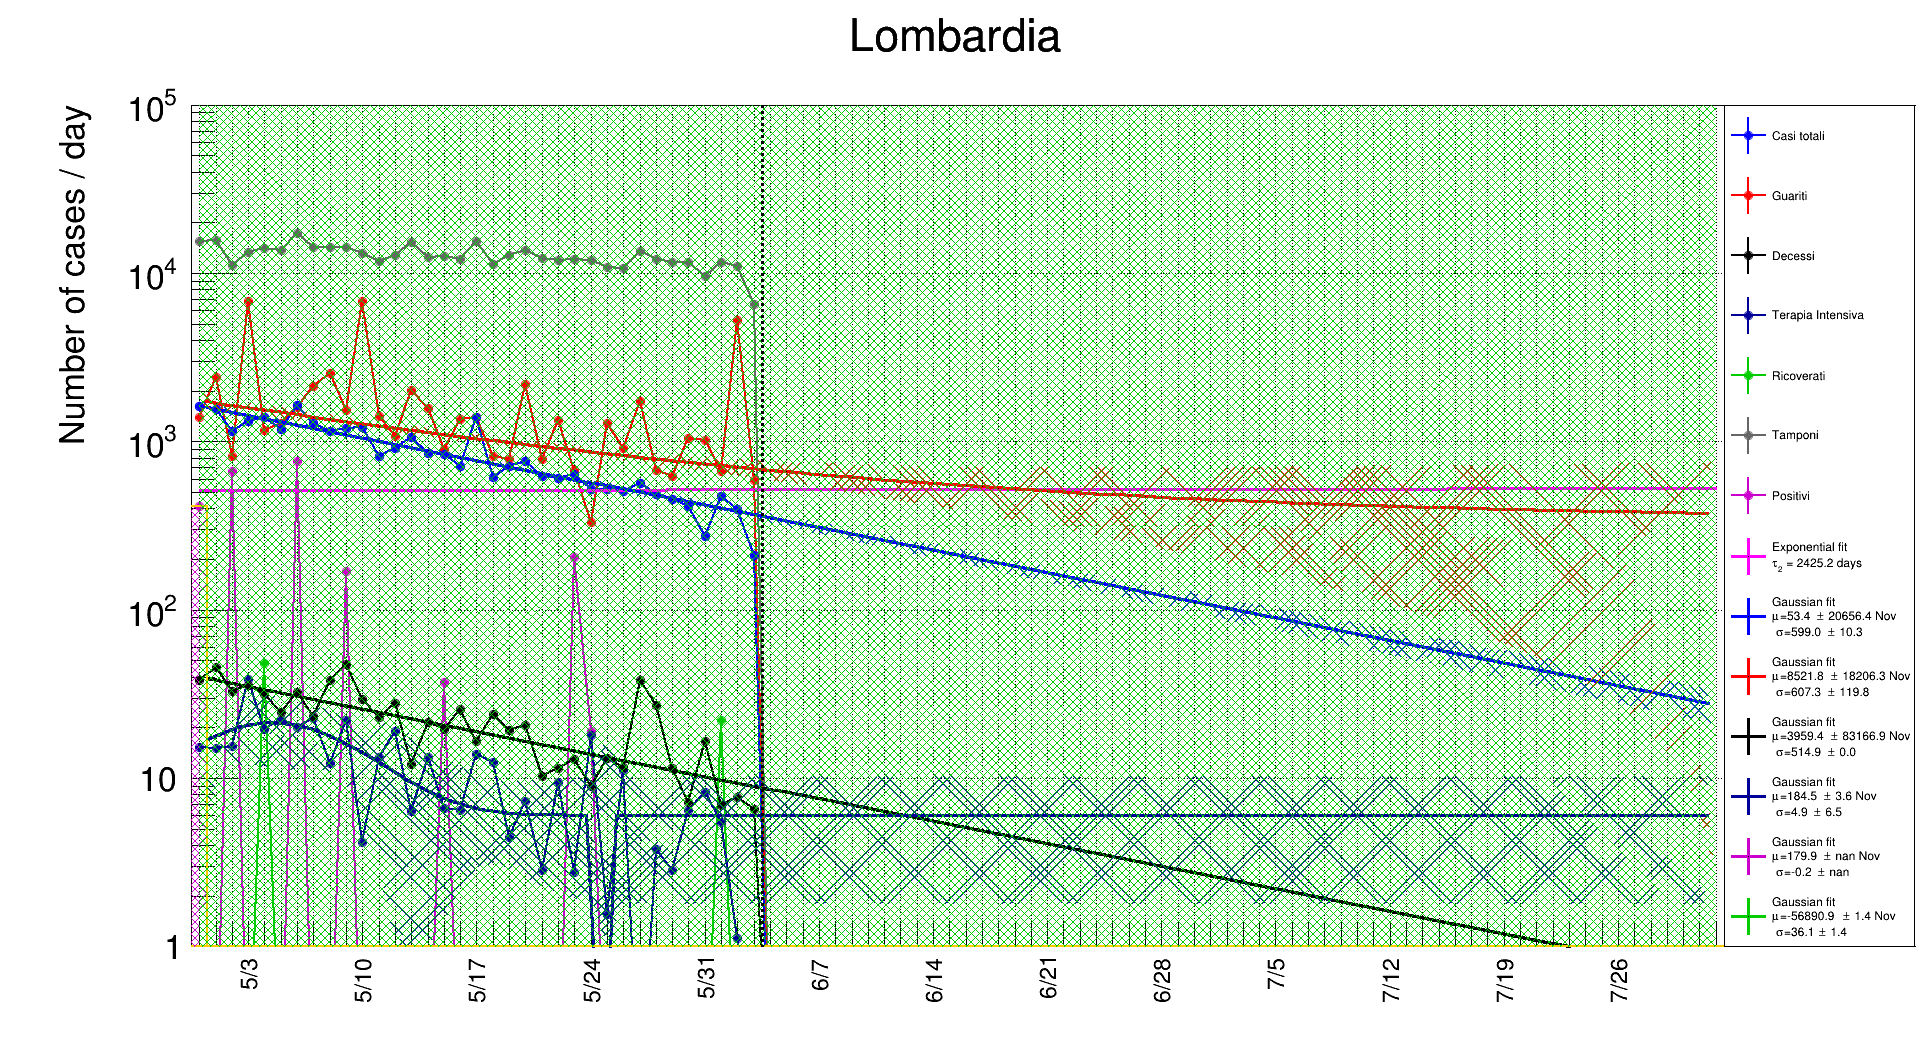 Lombardia
Number of cases / day
10^5
10^4
10^3
10^2
10
1
5/3
5/10
5/17
5/24
5/31
6/7
6/14
6/21
6/28
7/5
7/12
7/19
7/26
Casi totali
Guariti
Decessi
Terapia Intensiva
Ricoverati
Tamponi
Positivi
Exponential fit
τ_2 = 2425.2 days
Gaussian fit
μ=53.4 ± 20656.4 Nov
σ=599.0 ± 10.3
Gaussian fit
μ=8521.8 ± 18206.3 Nov
σ=607.3 ± 119.8
Gaussian fit
μ=3959.4 ± 83166.9 Nov
σ=514.9 ± 0.0
Gaussian fit
μ=184.5 ± 3.6 Nov
σ=4.9 ± 6.5
Gaussian fit
μ=179.9 ± nan Nov
σ=-0.2 ± nan
Gaussian fit
μ=-56890.9 ± 1.4 Nov
σ=36.1 ± 1.4